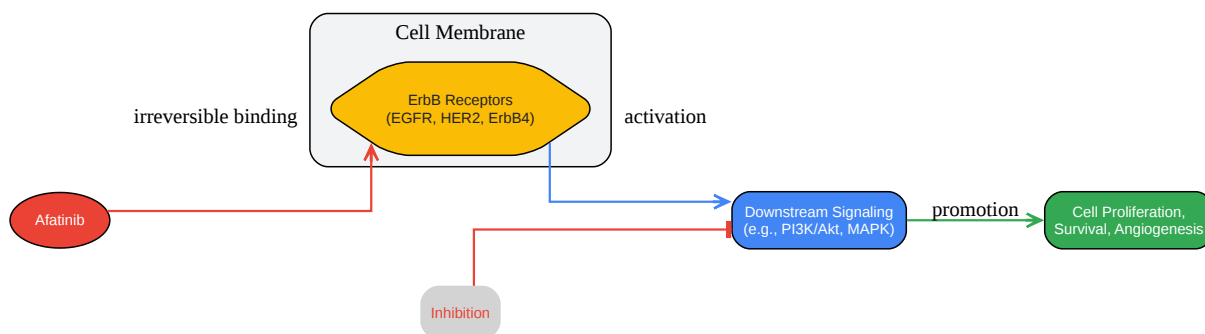 Cell Membrane
ErbB Receptors
(EGFR, HER2, ErbB4)
irreversible binding
activation
Afatinib
Downstream Signaling
(e.g., PI3K/Akt, MAPK)
promotion
Cell Proliferation,
Survival, Angiogenesis
Inhibition